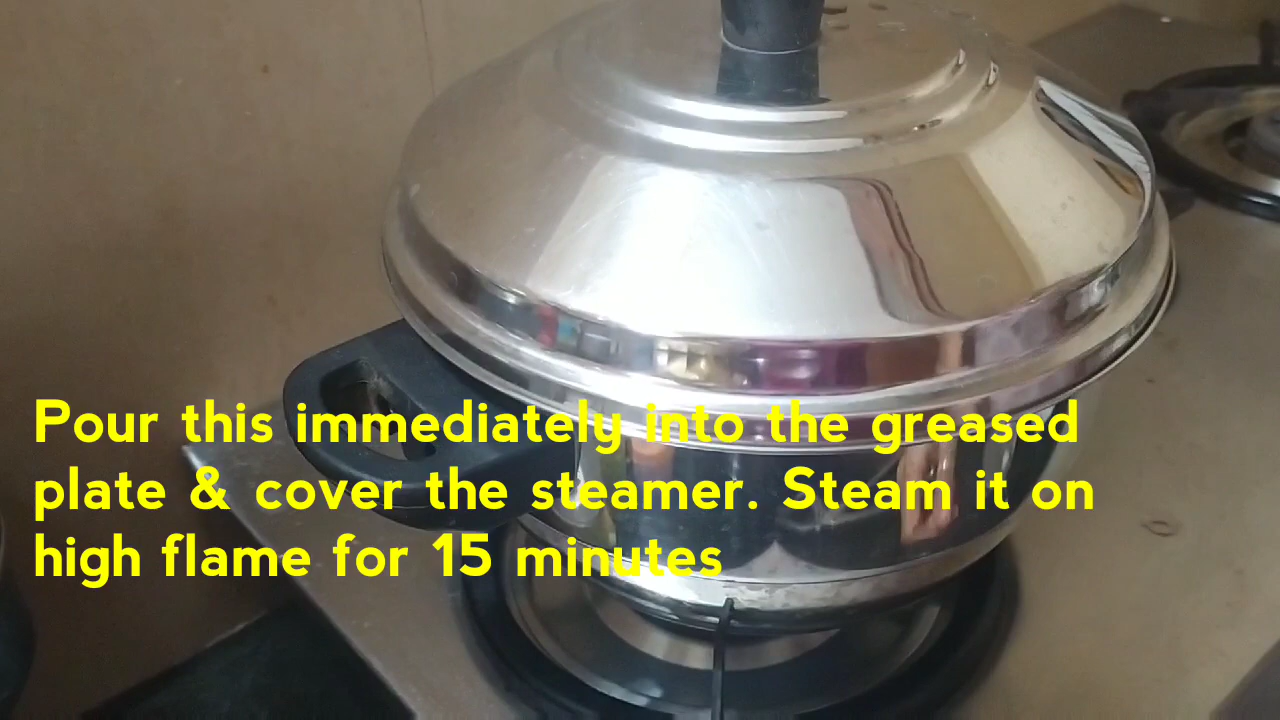 Pour this immediately into the greased
plate & cover the steamer. Steam it on
high flame for 15 minutes